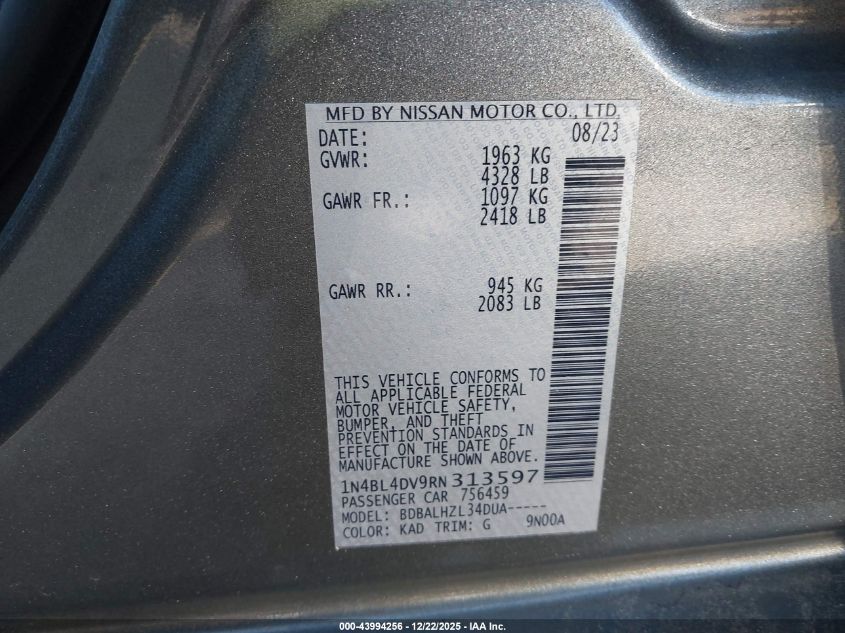 MFD BY NISSAN MOTOR CO., LTD.
DATE: 08/23
GVWR: 1963 KG
4328 LB
GAWR FR.: 1097 KG
2418 LB
GAWR RR.: 945 KG
2083 LB
THIS VEHICLE CONFORMS TO
ALL APPLICABLE FEDERAL
MOTOR VEHICLE SAFETY,
BUMPER, AND THEFT
PREVENTION STANDARDS IN
EFFECT ON THE DATE OF
MANUFACTURE SHOWN ABOVE.
1N4BL4DV9RN313597
PASSENGER CAR 756459
MODEL: BDBALHZL34DUA-----
COLOR: KAD TRIM: G 9N00A
000-43994256 • 12/22/2025 • IAA Inc.